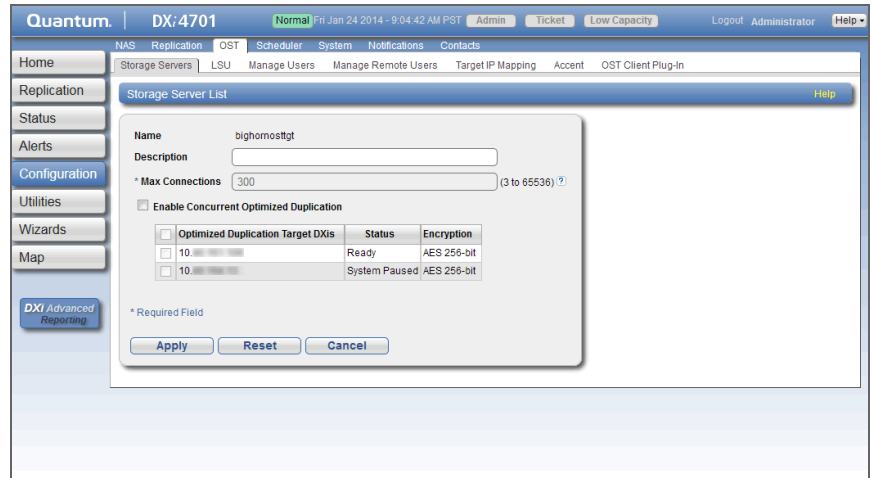 Quantum. DXi4701 Normal Fri Jan 24 2014 - 9:04:42 AM PST Admin Ticket Low Capacity Logout Administrator Help
NAS Replication OST Scheduler System Notifications Contacts
Storage Servers LSU Manage Users Manage Remote Users Target IP Mapping Accent OST Client Plug-In
Home
Replication
Status
Alerts
Configuration
Utilities
Wizards
Map
DXi Advanced
Reporting
Storage Server List Help
Name bighornosttgt
Description
* Max Connections 300 (3 to 65536) ?
Enable Concurrent Optimized Duplication
Optimized Duplication Target DXis Status Encryption
10. Ready AES 256-bit
10. System Paused AES 256-bit
* Required Field
Apply Reset Cancel